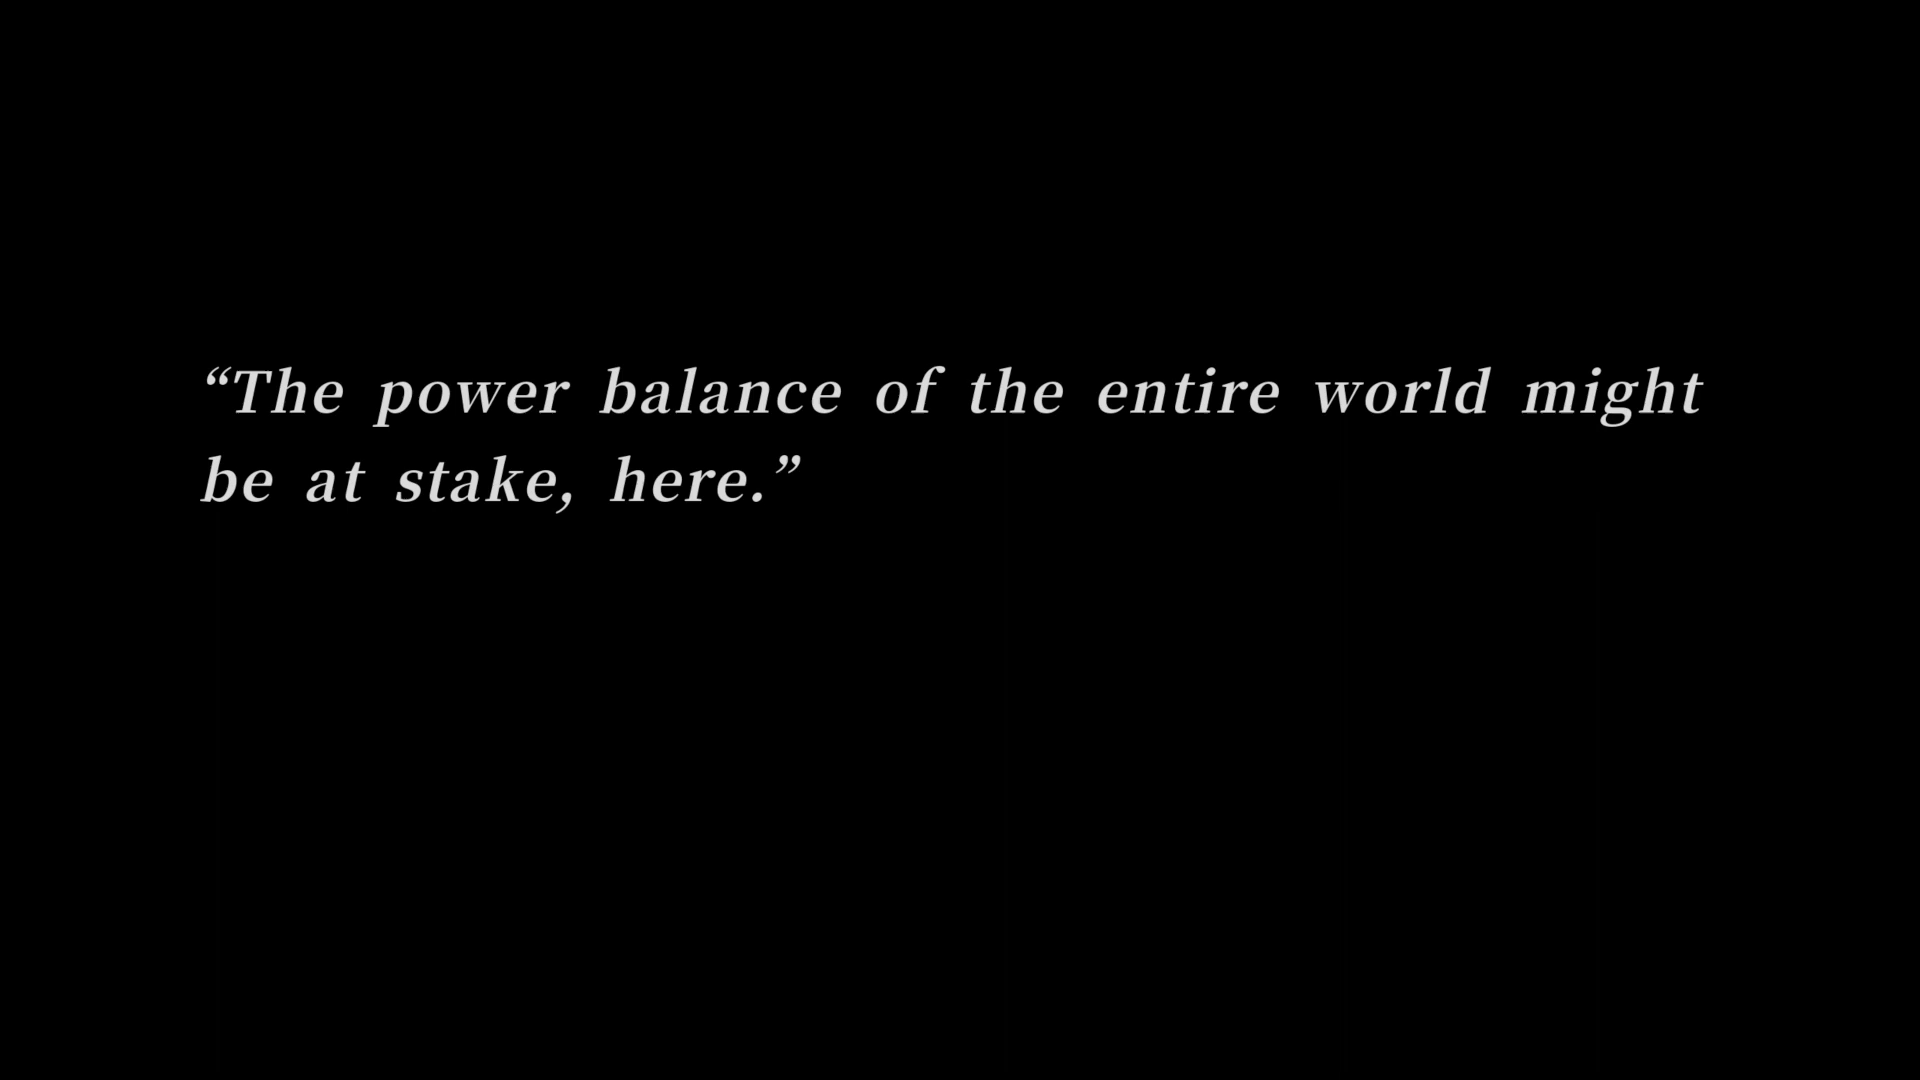 “The power balance of the entire world might
be at stake, here.”